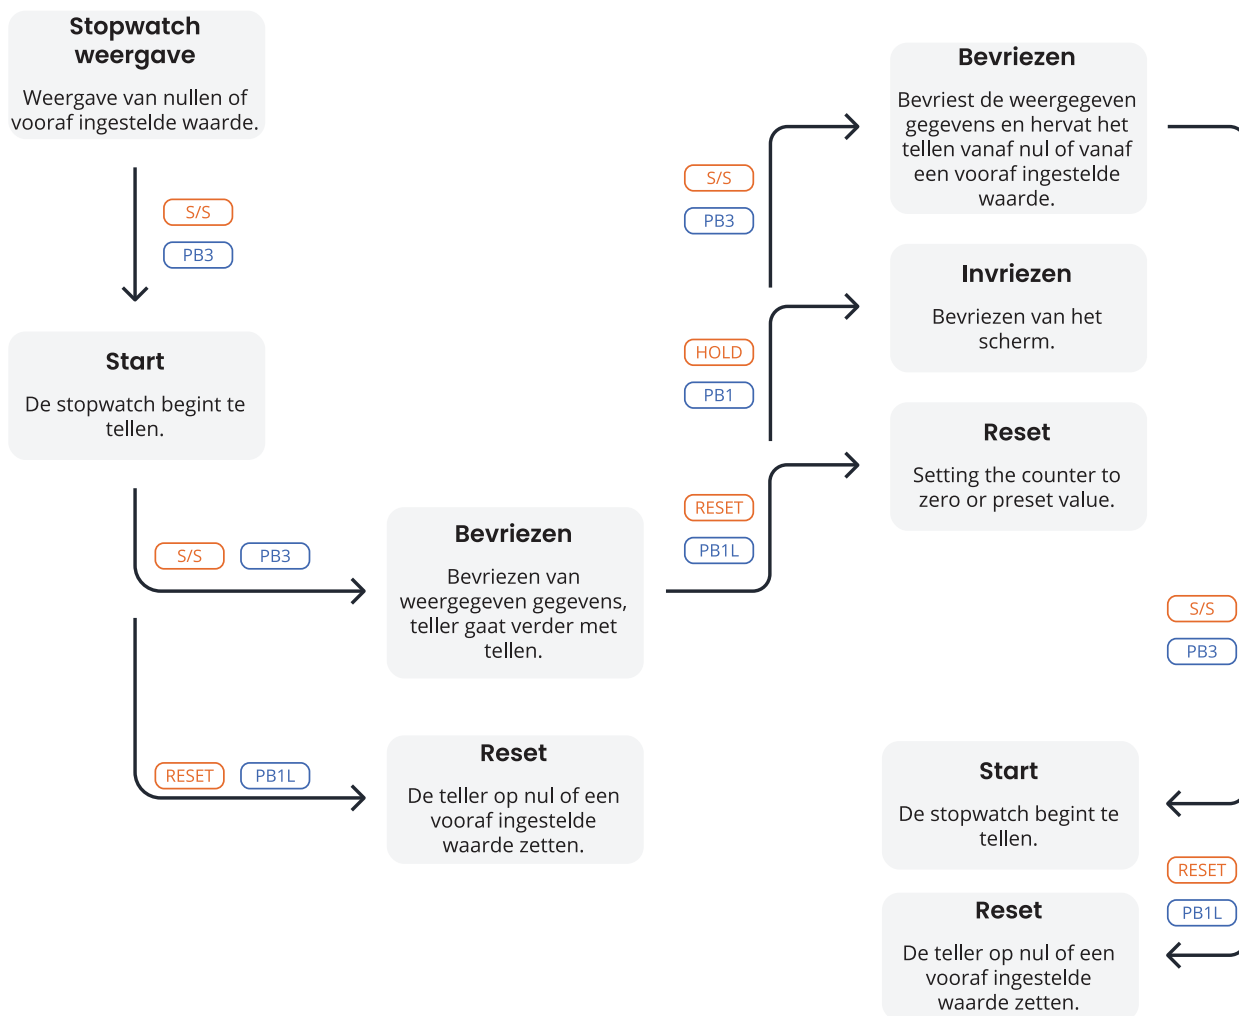 Stopwatch
weergave
Weergave van nullen of
vooraf ingestelde waarde.
S/S
PB3
Start
De stopwatch begint te
tellen.
S/S
PB3
Bevriezen
Bevriezen van
weergegeven gegevens,
teller gaat verder met
tellen.
RESET
PB1L
Reset
De teller op nul of een
vooraf ingestelde
waarde zetten.
S/S
PB3
Bevriezen
Bevriest de weergegeven
gegevens en hervat het
tellen vanaf nul of vanaf
een vooraf ingestelde
waarde.
HOLD
PB1
Invriezen
Bevriezen van het
scherm.
RESET
PB1L
Reset
Setting the counter to
zero or preset value.
S/S
PB3
Start
De stopwatch begint te
tellen.
RESET
PB1L
Reset
De teller op nul of een
vooraf ingestelde
waarde zetten.